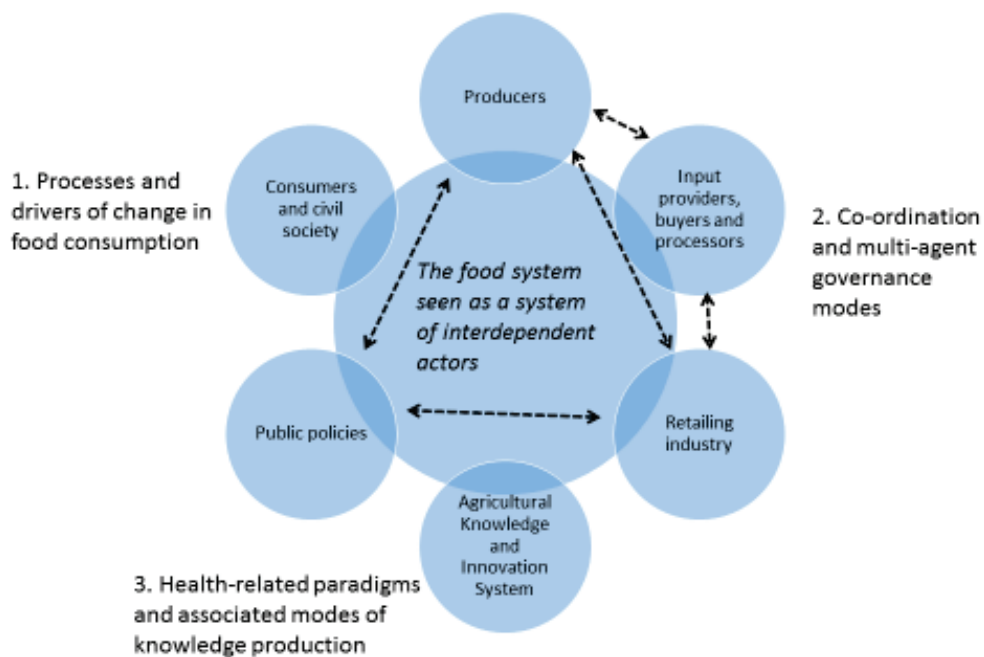 Producers
1. Processes and
drivers of change in
food consumption
Consumers
and civil
society
Input
providers,
buyers and
processors
2. Co-ordination
and multi-agent
governance
modes
The food system
seen as a system
of interdependent
actors
Public policies
Retailing
industry
Agricultural
Knowledge
and
Innovation
System
3. Health-related paradigms
and associated modes of
knowledge production